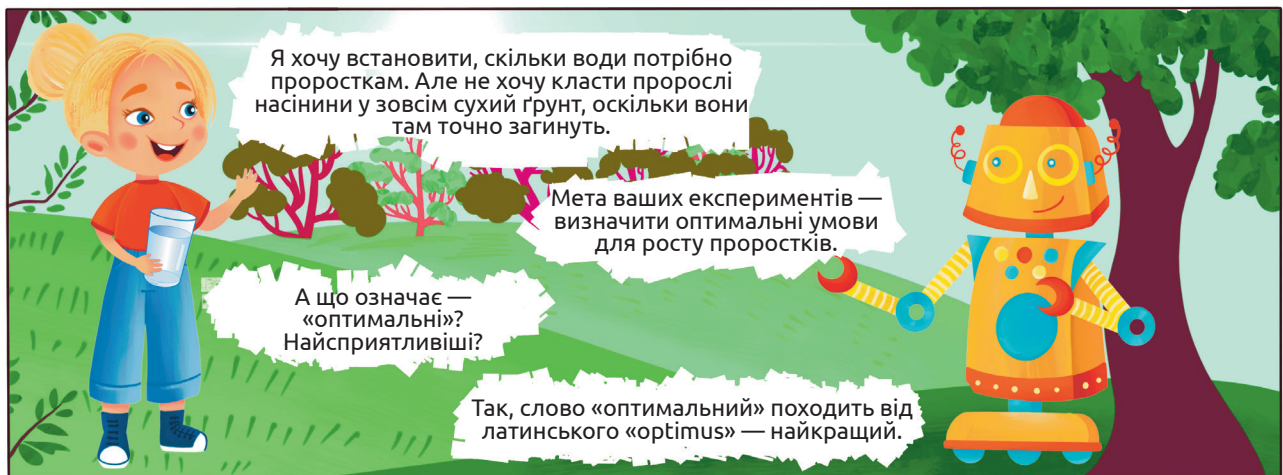 Я хочу встановити, скільки води потрібно
проросткам. Але не хочу класти пророслі
насінини у зовсім сухий ґрунт, оскільки вони
там точно загинуть.
Мета ваших експериментів —
визначити оптимальні умови
для росту проростків.
А що означає —
«оптимальні»?
Найсприятливіші?
Так, слово «оптимальний» походить від
латинського «optimus» — найкращий.